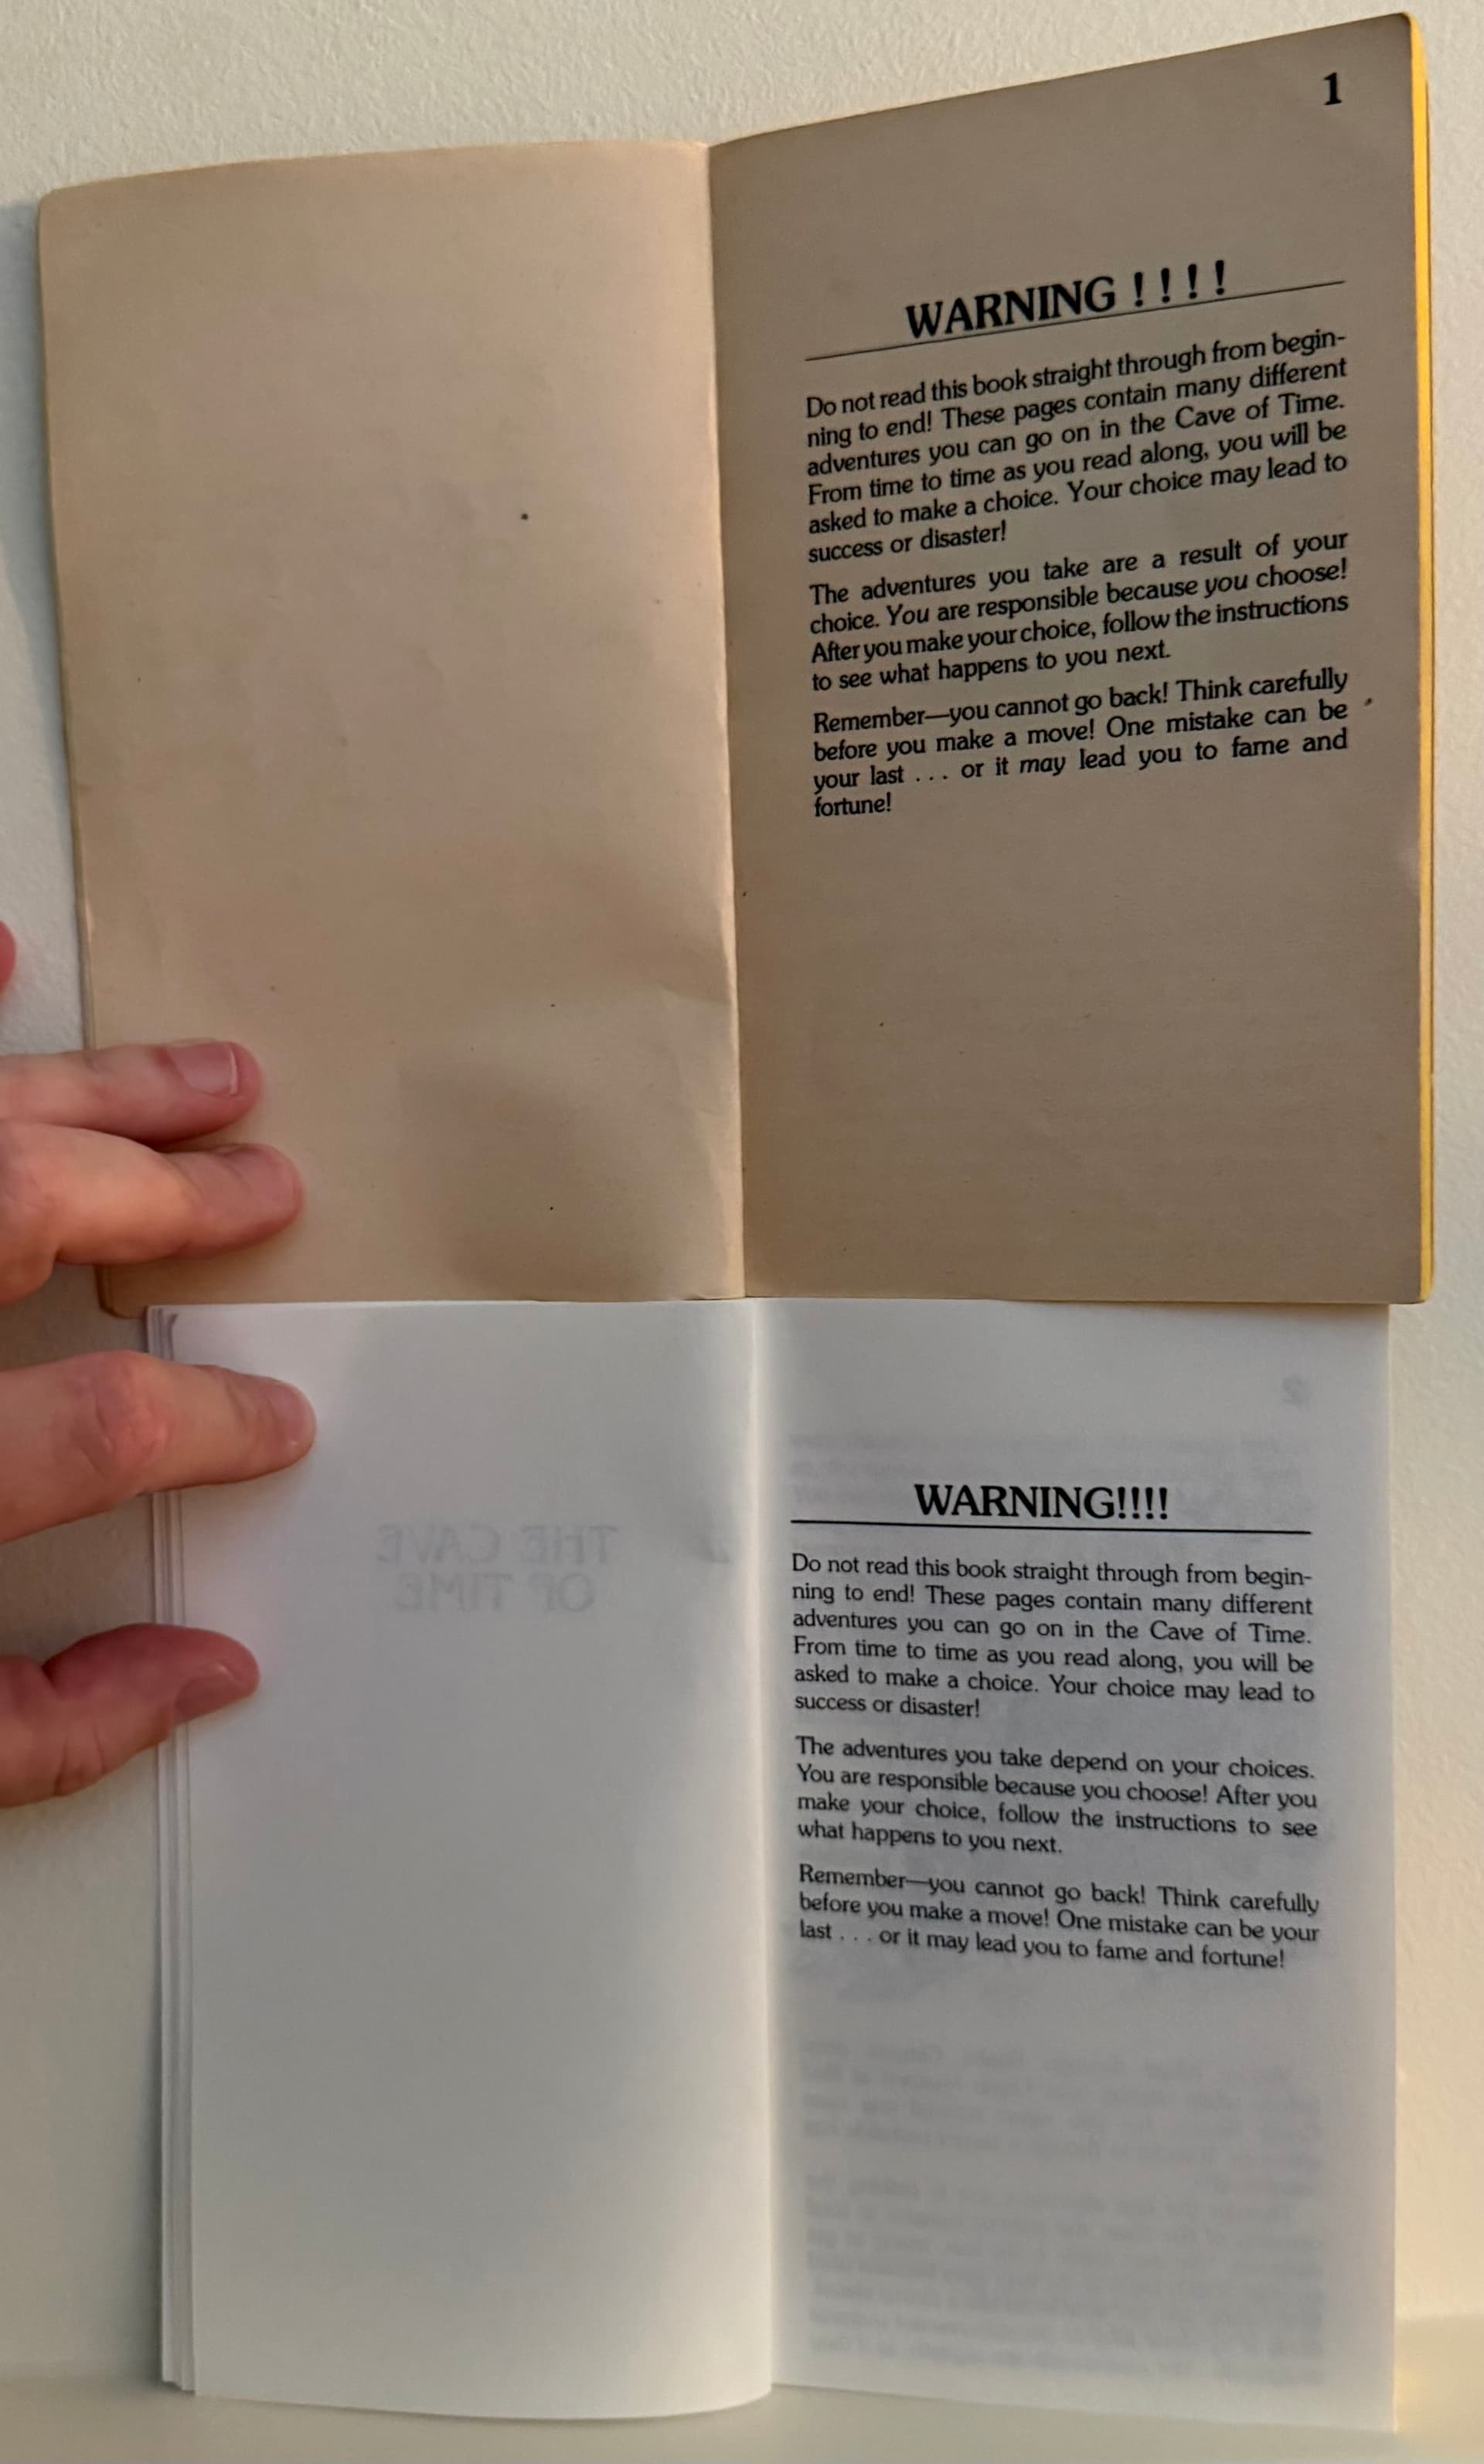 1
WARNING ! ! ! !
Do not read this book straight through from begin-
ning to end! These pages contain many different
adventures you can go on in the Cave of Time.
From time to time as you read along, you will be
asked to make a choice. Your choice may lead to
success or disaster!
The adventures you take are a result of your
choice. You are responsible because you choose!
After you make your choice, follow the instructions
to see what happens to you next.
Remember—you cannot go back! Think carefully
before you make a move! One mistake can be
your last . . . or it may lead you to fame and
fortune!
2
THE CAVE
OF TIME
WARNING!!!!
Do not read this book straight through from begin-
ning to end! These pages contain many different
adventures you can go on in the Cave of Time.
From time to time as you read along, you will be
asked to make a choice. Your choice may lead to
success or disaster!
The adventures you take depend on your choices.
You are responsible because you choose! After you
make your choice, follow the instructions to see
what happens to you next.
Remember—you cannot go back! Think carefully
before you make a move! One mistake can be your
last . . . or it may lead you to fame and fortune!